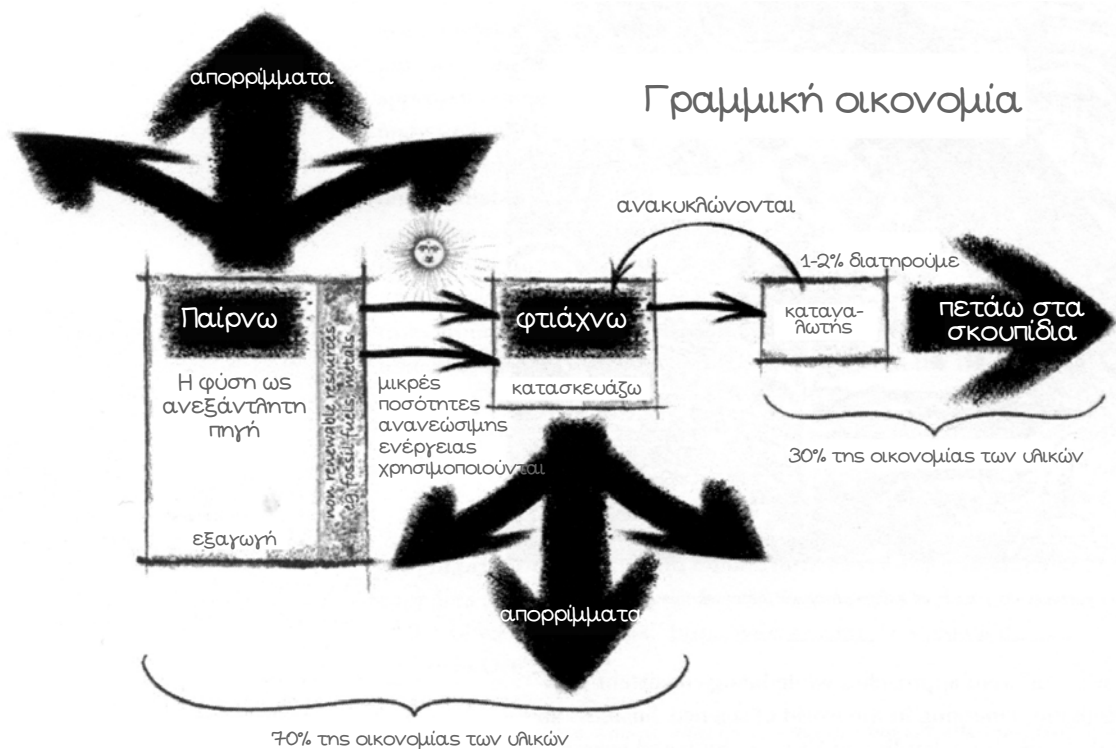 απορρίμματα
Γραμμική οικονομία
ανακυκλώνονται
1-2% διατηρούμε
Παίρνω
Η φύση ως
ανεξάντλητη
πηγή
εξαγωγή
non renewable resources
eg fossil fuels, metals
μικρές
ποσότητες
ανανεώσιμης
ενέργειας
χρησιμοποιούνται
φτιάχνω
κατασκευάζω
κατανα-
λωτής
πετάω στα
σκουπίδια
30% της οικονομίας των υλικών
απορρίμματα
70% της οικονομίας των υλικών